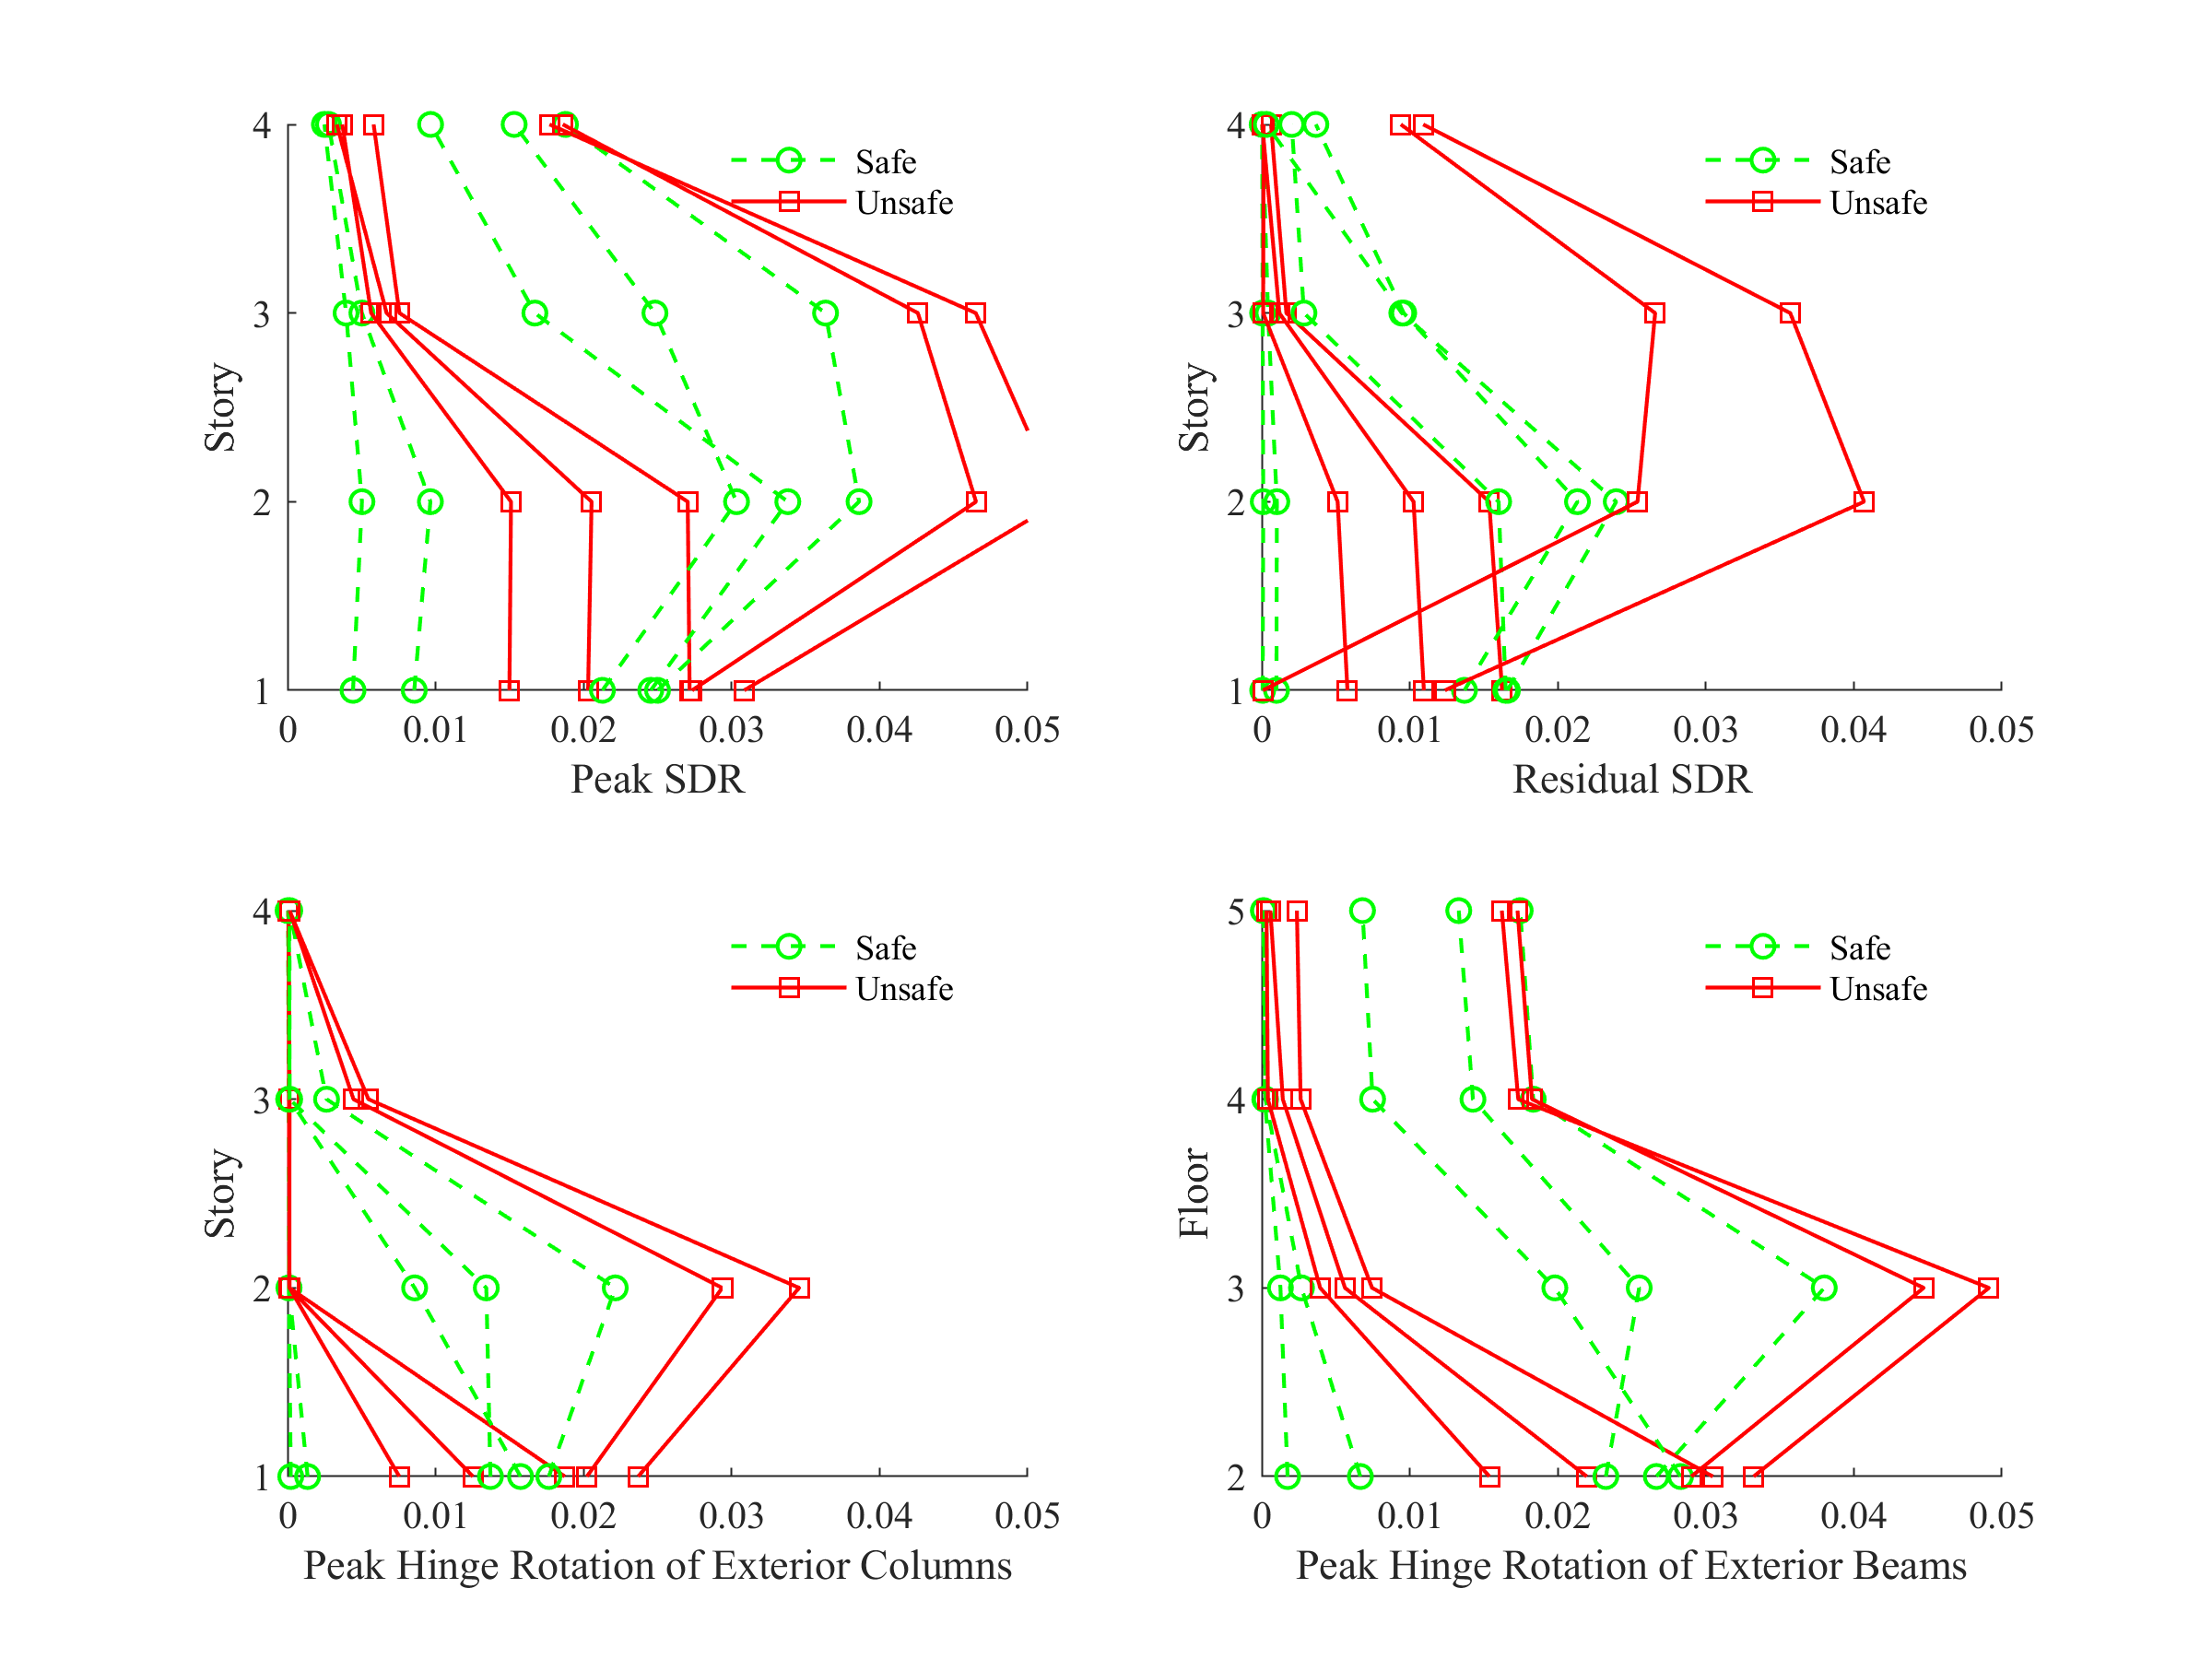 4
3
2
1
Story
0 0.01 0.02 0.03 0.04 0.05
Peak SDR
Safe
Unsafe
4
3
2
1
Story
0 0.01 0.02 0.03 0.04 0.05
Residual SDR
Safe
Unsafe
4
3
2
1
Story
0 0.01 0.02 0.03 0.04 0.05
Peak Hinge Rotation of Exterior Columns
Safe
Unsafe
5
4
3
2
Floor
0 0.01 0.02 0.03 0.04 0.05
Peak Hinge Rotation of Exterior Beams
Safe
Unsafe